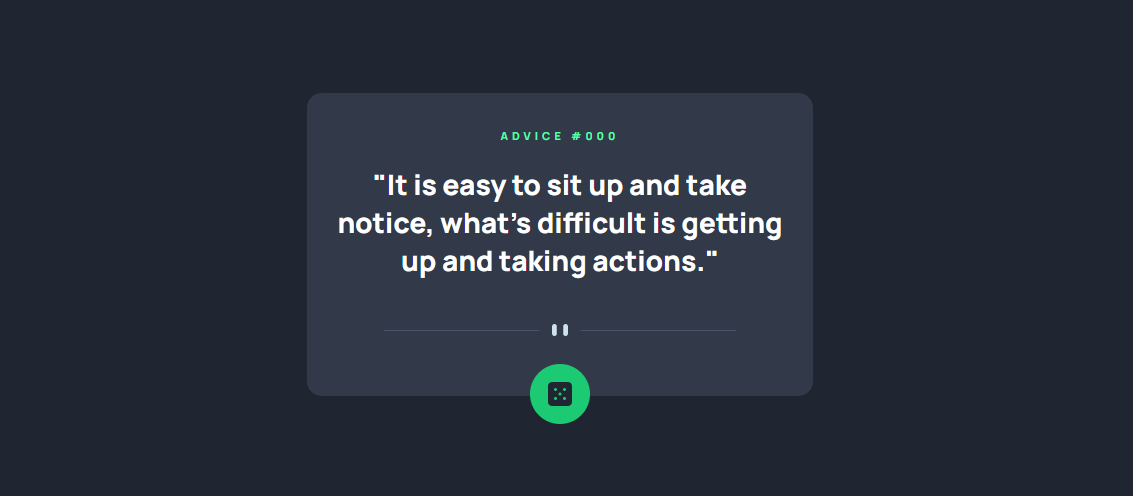 ADVICE #000
"It is easy to sit up and take
notice, what’s difficult is getting
up and taking actions."